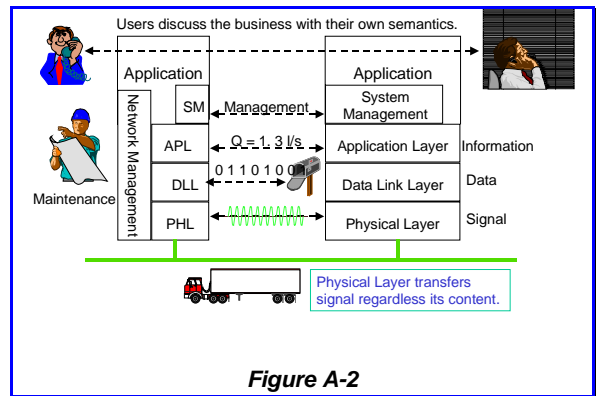 Users discuss the business with their own semantics.
Application
Application
Network Management
SM
Management
System
Management
APL
Q = 1. 3 l/s
Application Layer
Information
0 1 1 0 1 0 0
DLL
Data Link Layer
Data
Maintenance
PHL
Physical Layer
Signal
Physical Layer transfers
signal regardless its content.
Figure A-2